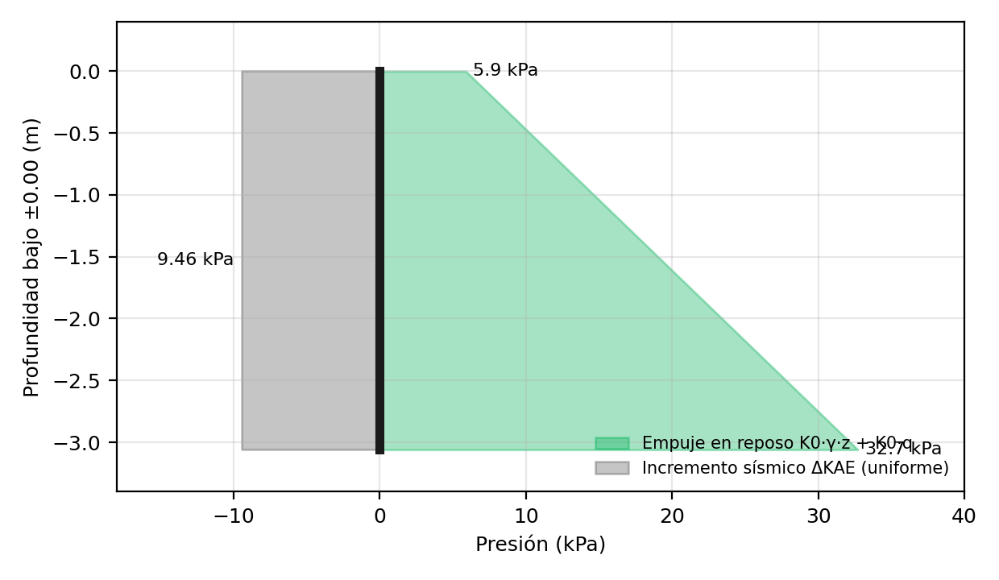 0.0
−0.5
−1.0
−1.5
−2.0
−2.5
−3.0
Profundidad bajo ±0.00 (m)
5.9 kPa
9.46 kPa
32.7 kPa
Empuje en reposo K0·γ·z + K0·q
Incremento sísmico ΔKAE (uniforme)
−10
0
10
20
30
40
Presión (kPa)